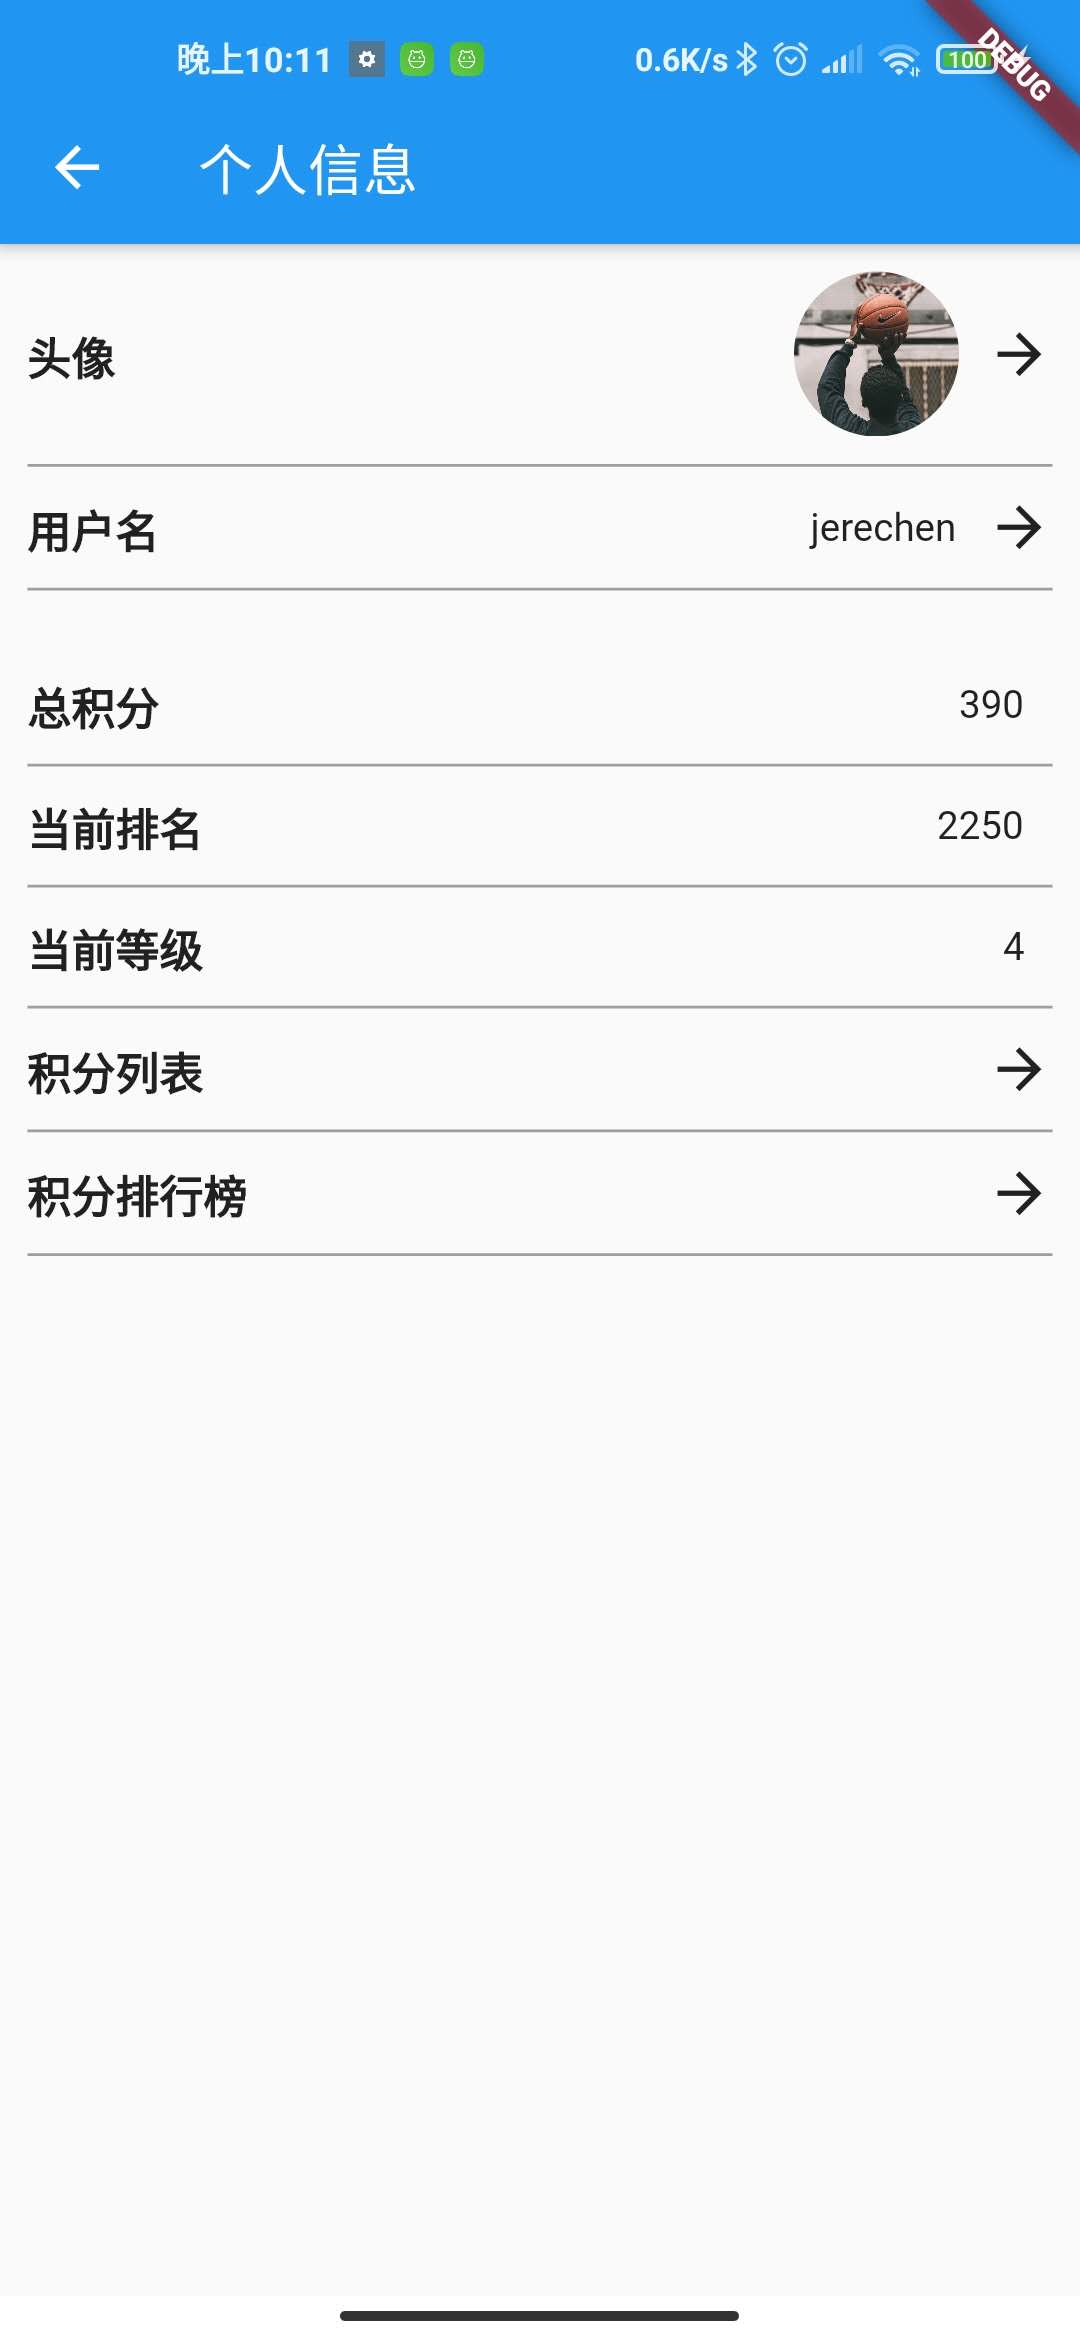 晚上10:11 0.6K/s 100
DEBUG
个人信息
头像
用户名 jerechen
总积分 390
当前排名 2250
当前等级 4
积分列表
积分排行榜